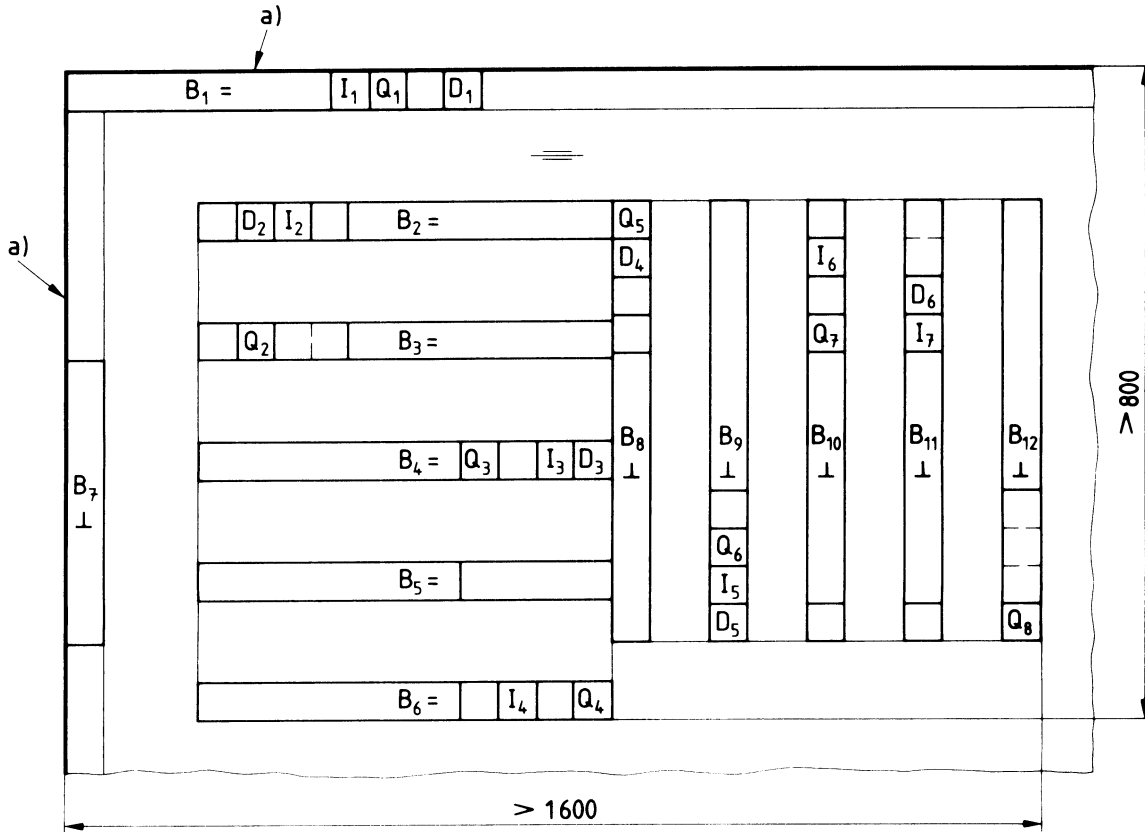 a)
B₁ = I₁ Q₁ D₁
D₂ I₂ B₂ = Q₅
a)
D₄ I₆
D₆
Q₂ B₃ = Q₇ I₇
> 800
B₄ = Q₃ I₃ D₃ B₈ ⊥ B₉ ⊥ B₁₀ ⊥ B₁₁ ⊥ B₁₂ ⊥
B₇ ⊥
Q₆
B₅ = I₅
D₅ Q₈
B₆ = I₄ Q₄
> 1600